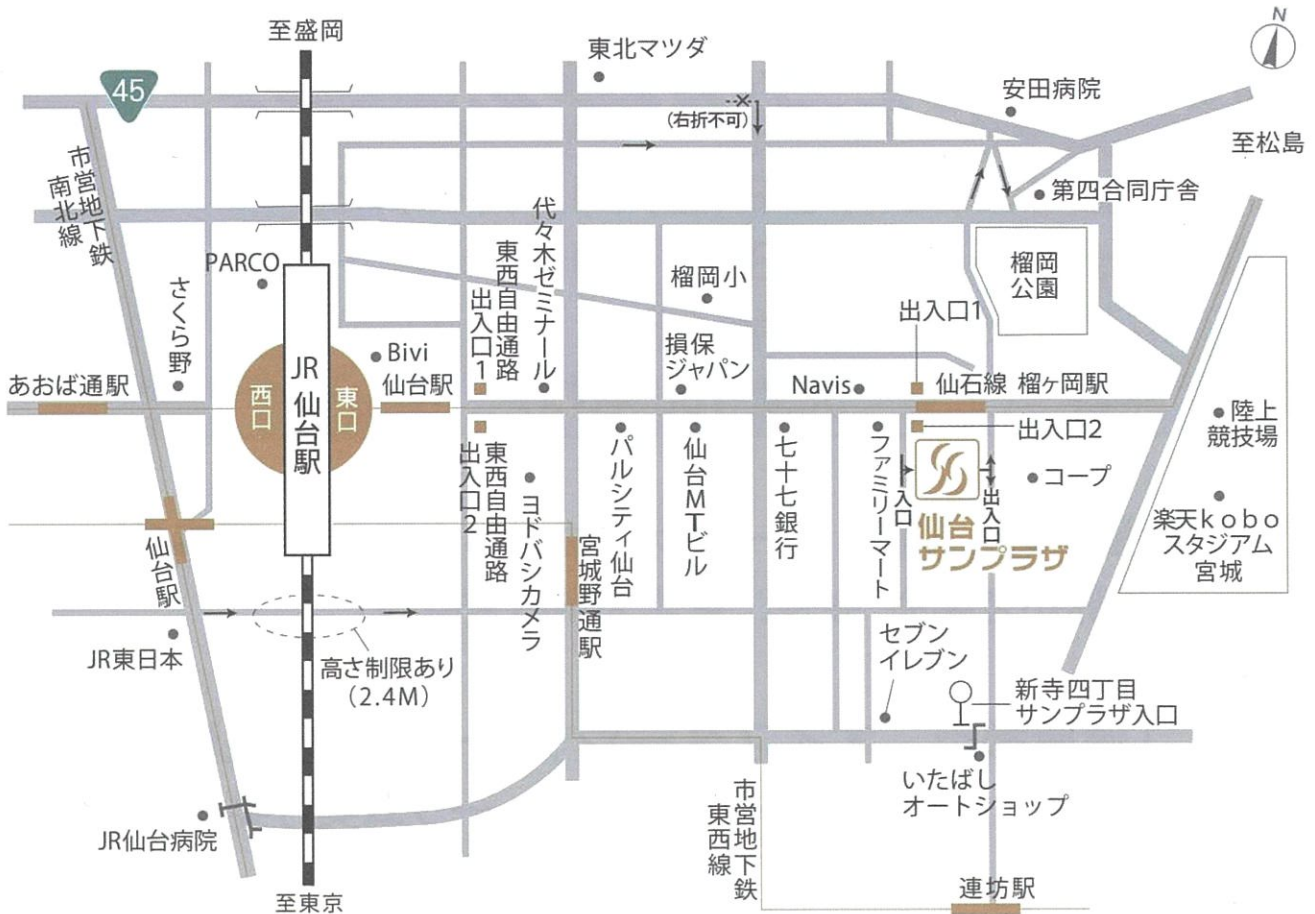 N
至盛岡
45
東北マツダ
(右折不可)
安田病院
至松島
市営地下鉄
南北線
第四合同庁舎
PARCO
さくら野
代々木ゼミナール
東西自由通路
出入口1
榴岡小
榴岡
公園
出入口1
Bivi
仙台駅
損保
ジャパン
Navis
仙石線 榴ヶ岡駅
あおば通駅
西口
JR仙台駅
東口
出入口2
陸上
競技場
東西自由通路
出入口2
ヨドバシカメラ
パルシティ仙台
仙台MTビル
七十七銀行
ファミリーマート
入口
出入口
コープ
仙台
サンプラザ
楽天kobo
スタジアム
宮城
仙台駅
宮城野通駅
JR東日本
高さ制限あり
(2.4M)
セブン
イレブン
新寺四丁目
サンプラザ入口
いたばし
オートショップ
市営地下鉄
東西線
JR仙台病院
連坊駅
至東京